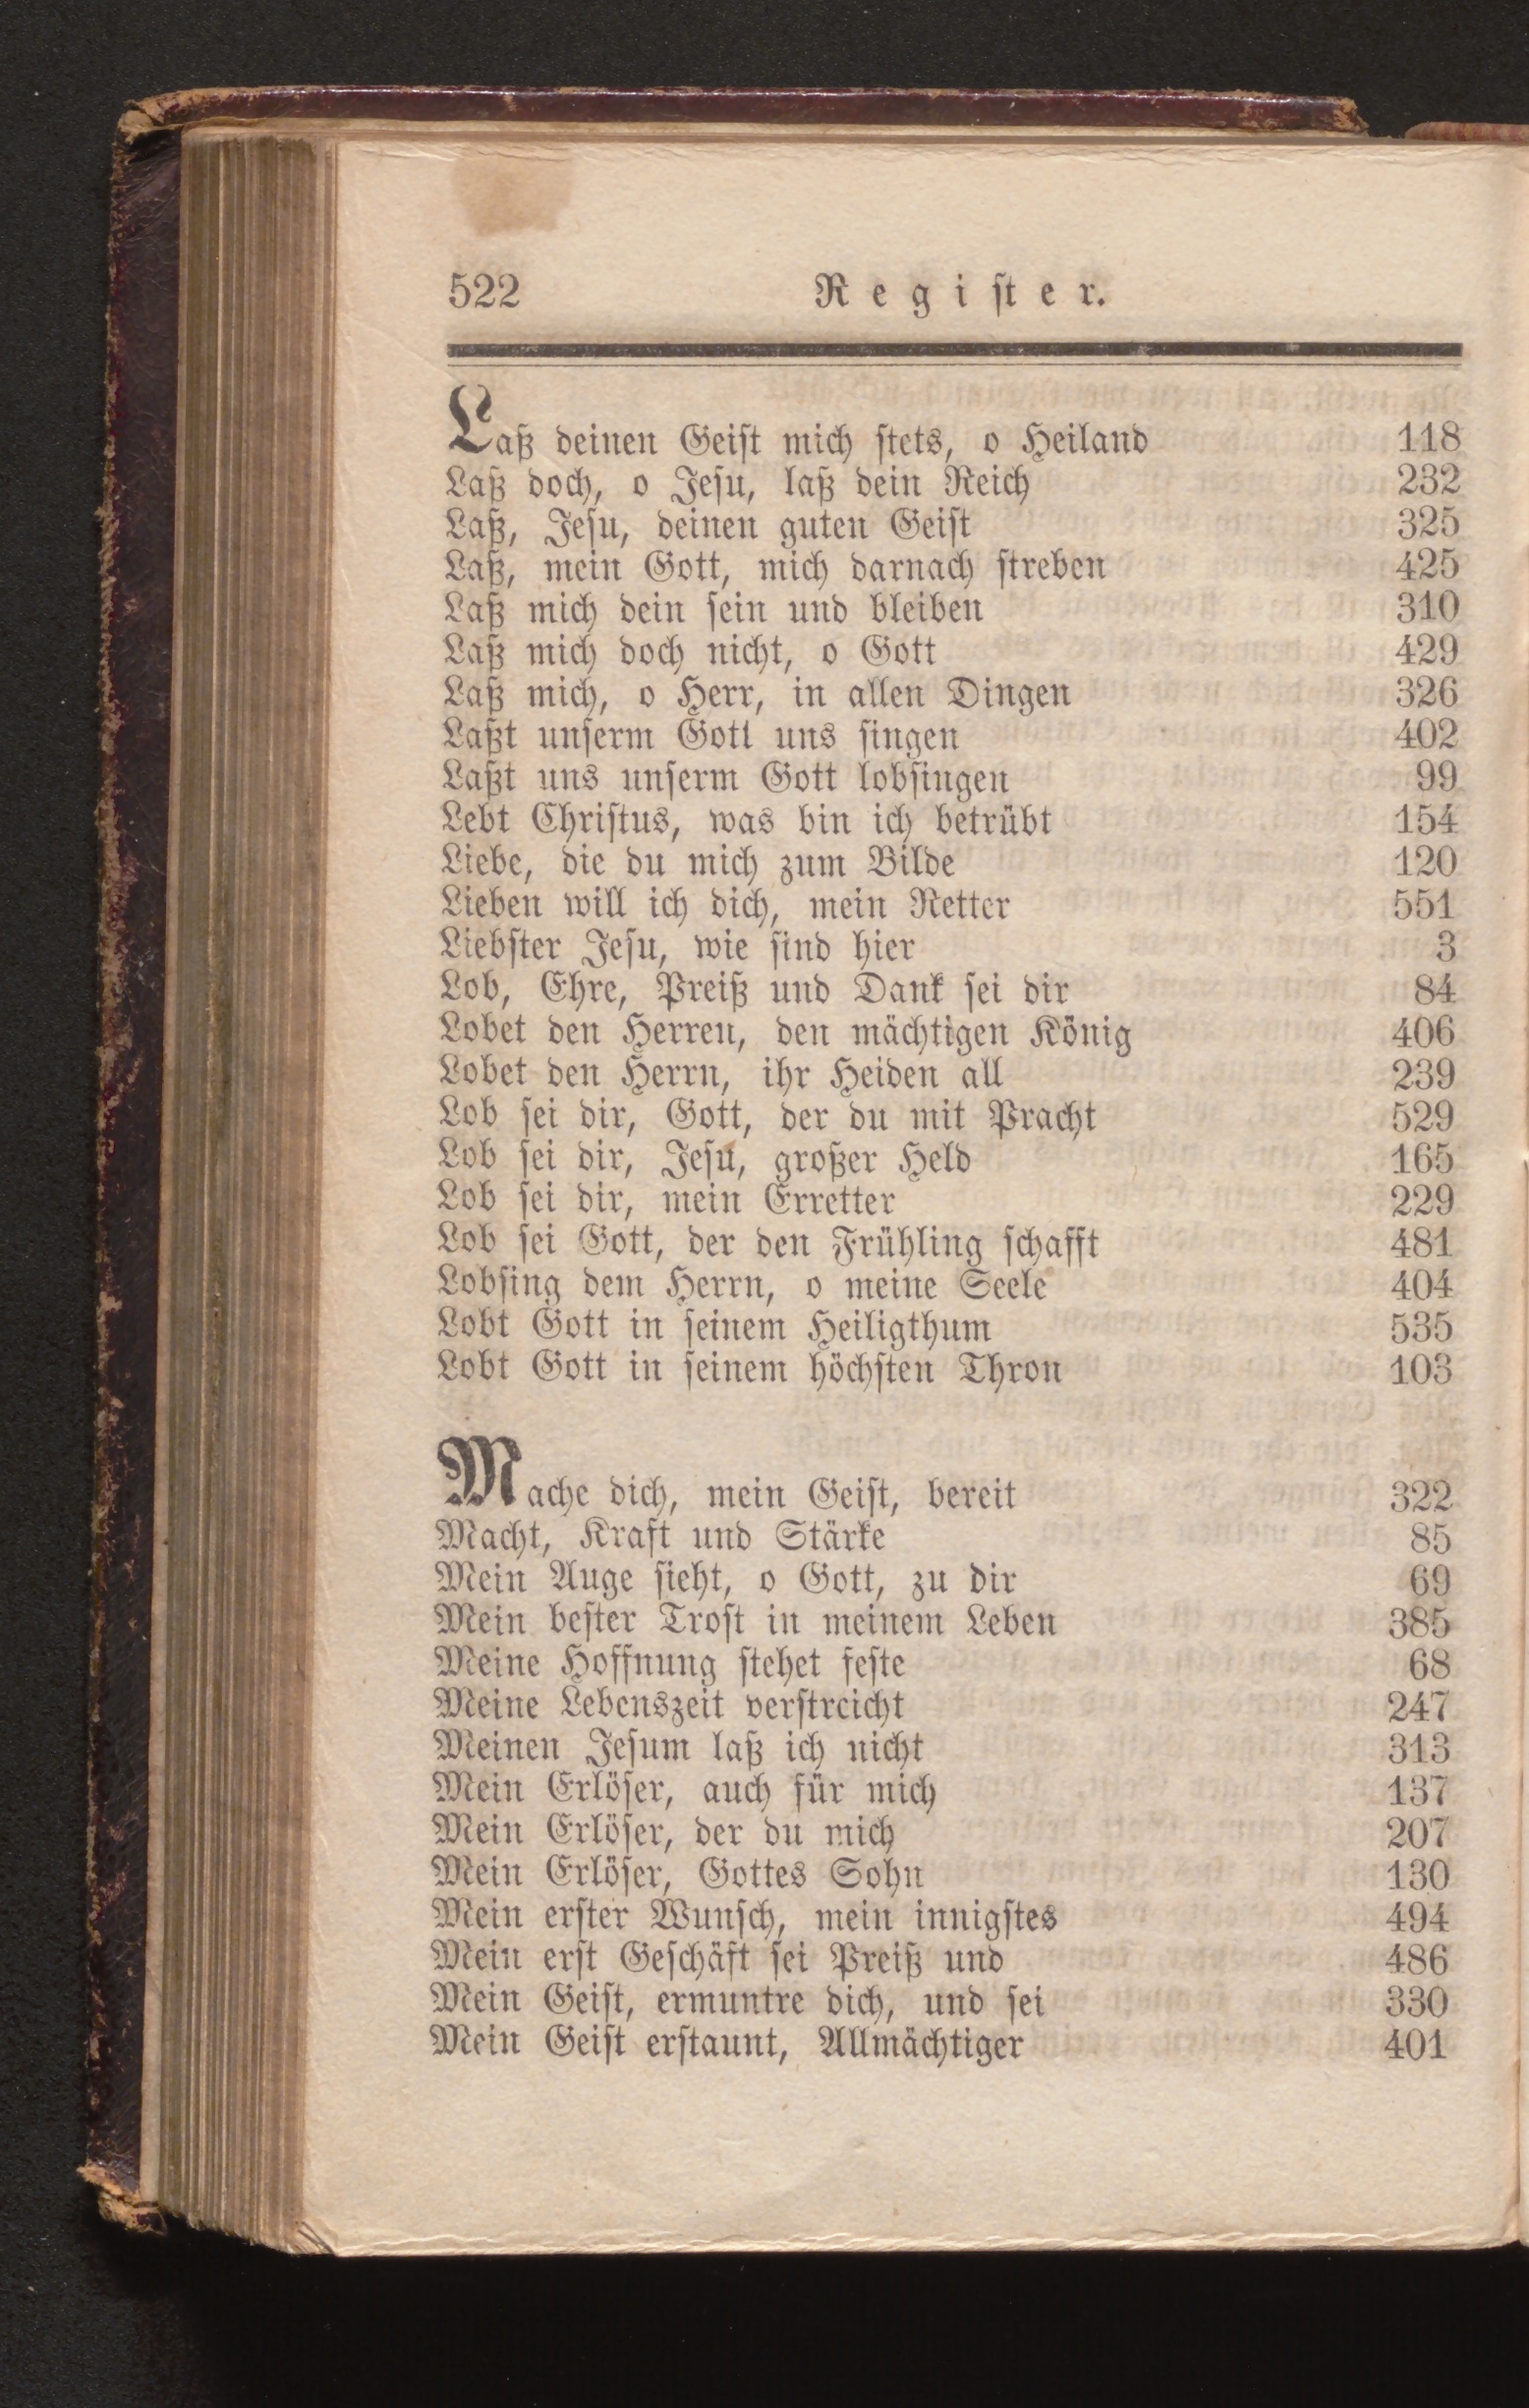 522 Regiſter.
Laß deinen Geiſt mich ſtets, o Heiland 118
Laß doch, o Jeſu, laß dein Reich 232
Laß, Jeſu, deinen guten Geiſt 325
Laß, mein Gott, mich darnach ſtreben 425
Laß mich dein ſein und bleiben 310
Laß mich doch nicht, o Gott 429
Laß mich, o Herr, in allen Dingen 326
Laßt unſerm Gott uns ſingen 402
Laßt uns unſerm Gott lobſingen 99
Lebt Chriſtus, was bin ich betrübt 154
Liebe, die du mich zum Bilde 120
Lieben will ich dich, mein Retter 551
Liebſter Jeſu, wie ſind hier 3
Lob, Ehre, Preiß und Dank ſei dir 84
Lobet den Herren, den mächtigen König 406
Lobet den Herrn, ihr Heiden all 239
Lob ſei dir, Gott, der du mit Pracht 529
Lob ſei dir, Jeſu, großer Held 165
Lob ſei dir, mein Erretter 229
Lob ſei Gott, der den Frühling ſchafft 481
Lobſing dem Herrn, o meine Seele 404
Lobt Gott in ſeinem Heiligthum 535
Lobt Gott in ſeinem höchſten Thron 103
Mache dich, mein Geiſt, bereit 322
Macht, Kraft und Stärke 85
Mein Auge ſieht, o Gott, zu dir 69
Mein beſter Troſt in meinem Leben 385
Meine Hoffnung ſtehet feſte 68
Meine Lebenszeit verſtreicht 247
Meinen Jeſum laß ich nicht 313
Mein Erlöſer, auch für mich 137
Mein Erlöſer, der du mich 207
Mein Erlöſer, Gottes Sohn 130
Mein erſter Wunſch, mein innigſtes 494
Mein erſt Geſchäft ſei Preiß und 486
Mein Geiſt, ermuntre dich, und ſei 330
Mein Geiſt erſtaunt, Allmächtiger 401